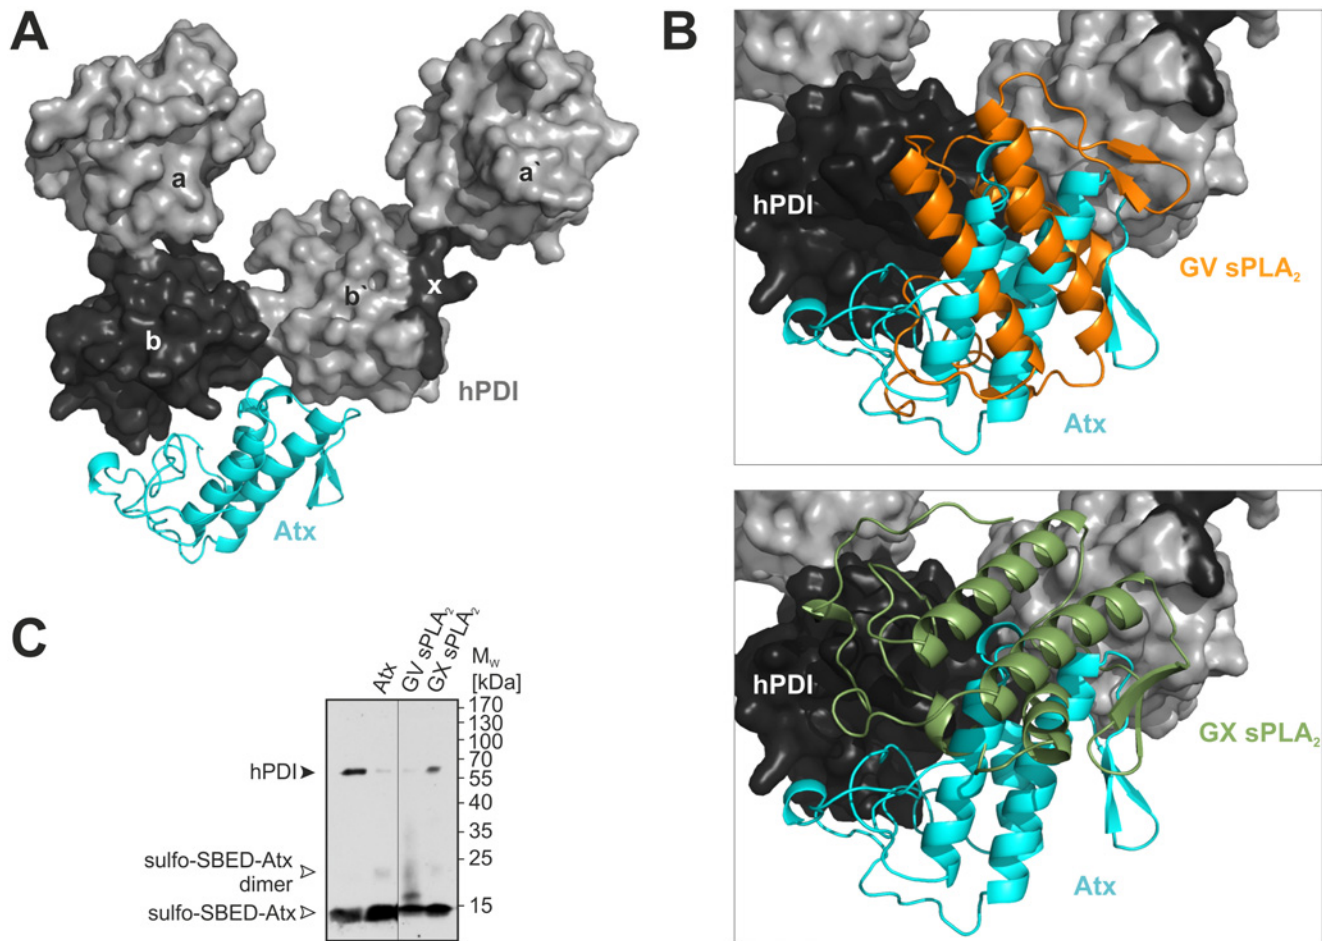 A
a
a`
b
b`
x
hPDI
Atx
B
hPDI
GV sPLA₂
Atx
hPDI
GX sPLA₂
Atx
C
Atx
GV sPLA₂
GX sPLA₂
Mw
[kDa]
170
130
100
70
55
40
35
25
15
hPDI
sulfo-SBED-Atx
dimer
sulfo-SBED-Atx